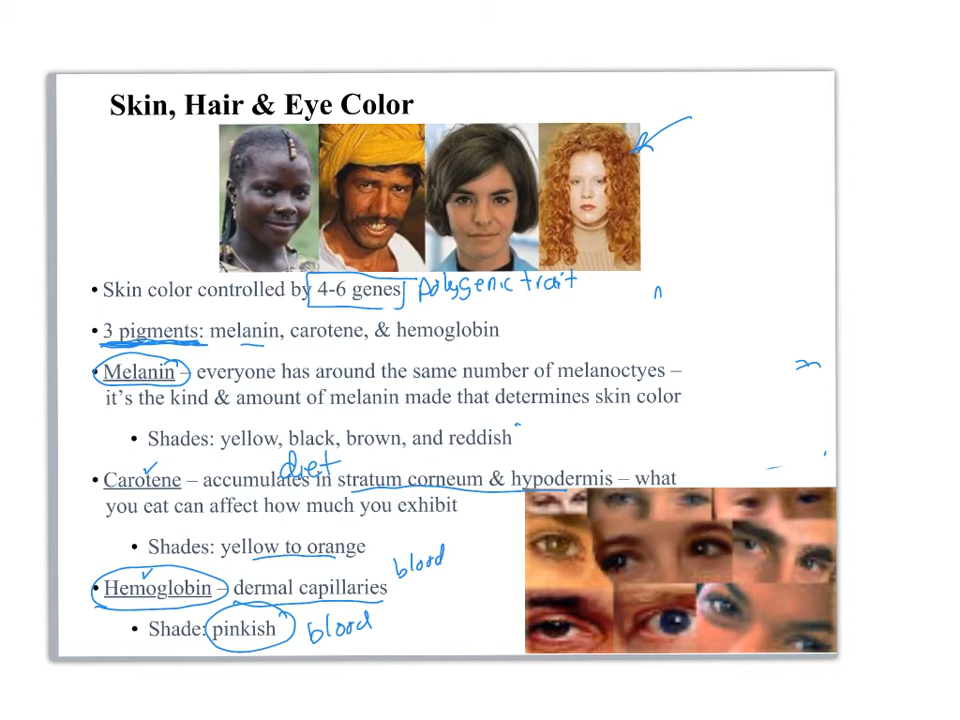 Skin, Hair & Eye Color
• Skin color controlled by 4-6 genes polygenic trait
• 3 pigments: melanin, carotene, & hemoglobin
• Melanin – everyone has around the same number of melanoctyes –
it's the kind & amount of melanin made that determines skin color
• Shades: yellow, black, brown, and reddish
diet
• Carotene – accumulates in stratum corneum & hypodermis – what
you eat can affect how much you exhibit
• Shades: yellow to orange
• Hemoglobin – dermal capillaries blood
• Shade: pinkish blood